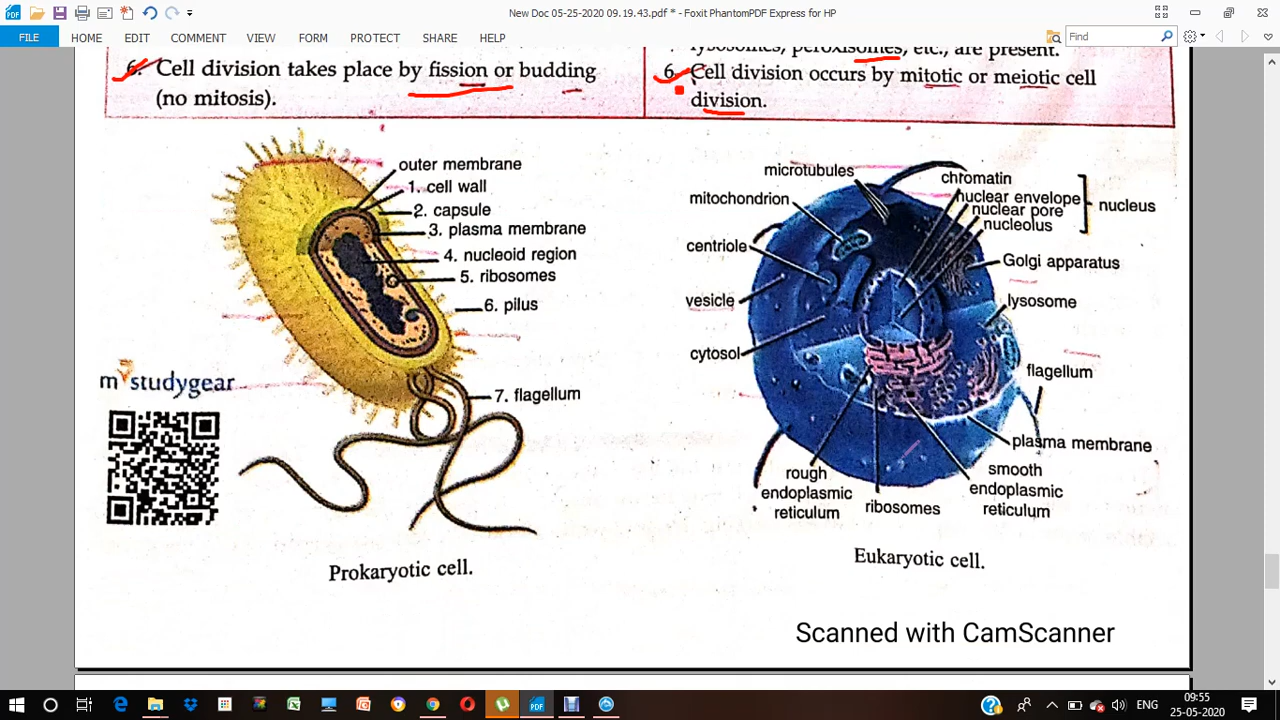 New Doc 05-25-2020 09.19.43.pdf * - Foxit PhantomPDF Express for HP
FILE HOME EDIT COMMENT VIEW FORM PROTECT SHARE HELP
Find
6. Cell division takes place by fission or budding
(no mitosis).
lysosomes, peroxisomes, etc., are present.
6. Cell division occurs by mitotic or meiotic cell
division.
outer membrane
1. cell wall
2. capsule
3. plasma membrane
4. nucleoid region
5. ribosomes
6. pilus
7. flagellum
m studygear
Prokaryotic cell.
microtubules
mitochondrion
centriole
vesicle
cytosol
chromatin
nuclear envelope
nuclear pore
nucleolus
nucleus
Golgi apparatus
lysosome
flagellum
plasma membrane
smooth
endoplasmic
reticulum
ribosomes
rough
endoplasmic
reticulum
Eukaryotic cell.
Scanned with CamScanner
ENG
09:55
25-05-2020